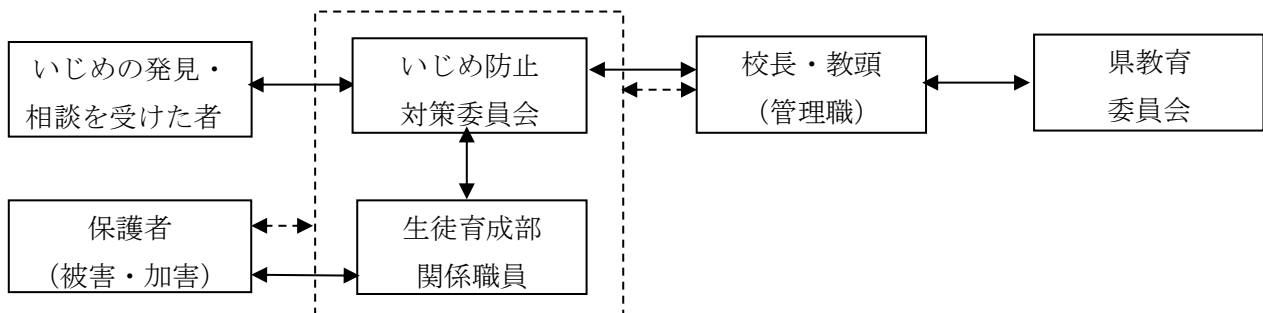 いじめの発見・
相談を受けた者
いじめ防止
対策委員会
校長・教頭
（管理職）
県教育
委員会
保護者
（被害・加害）
生徒育成部
関係職員